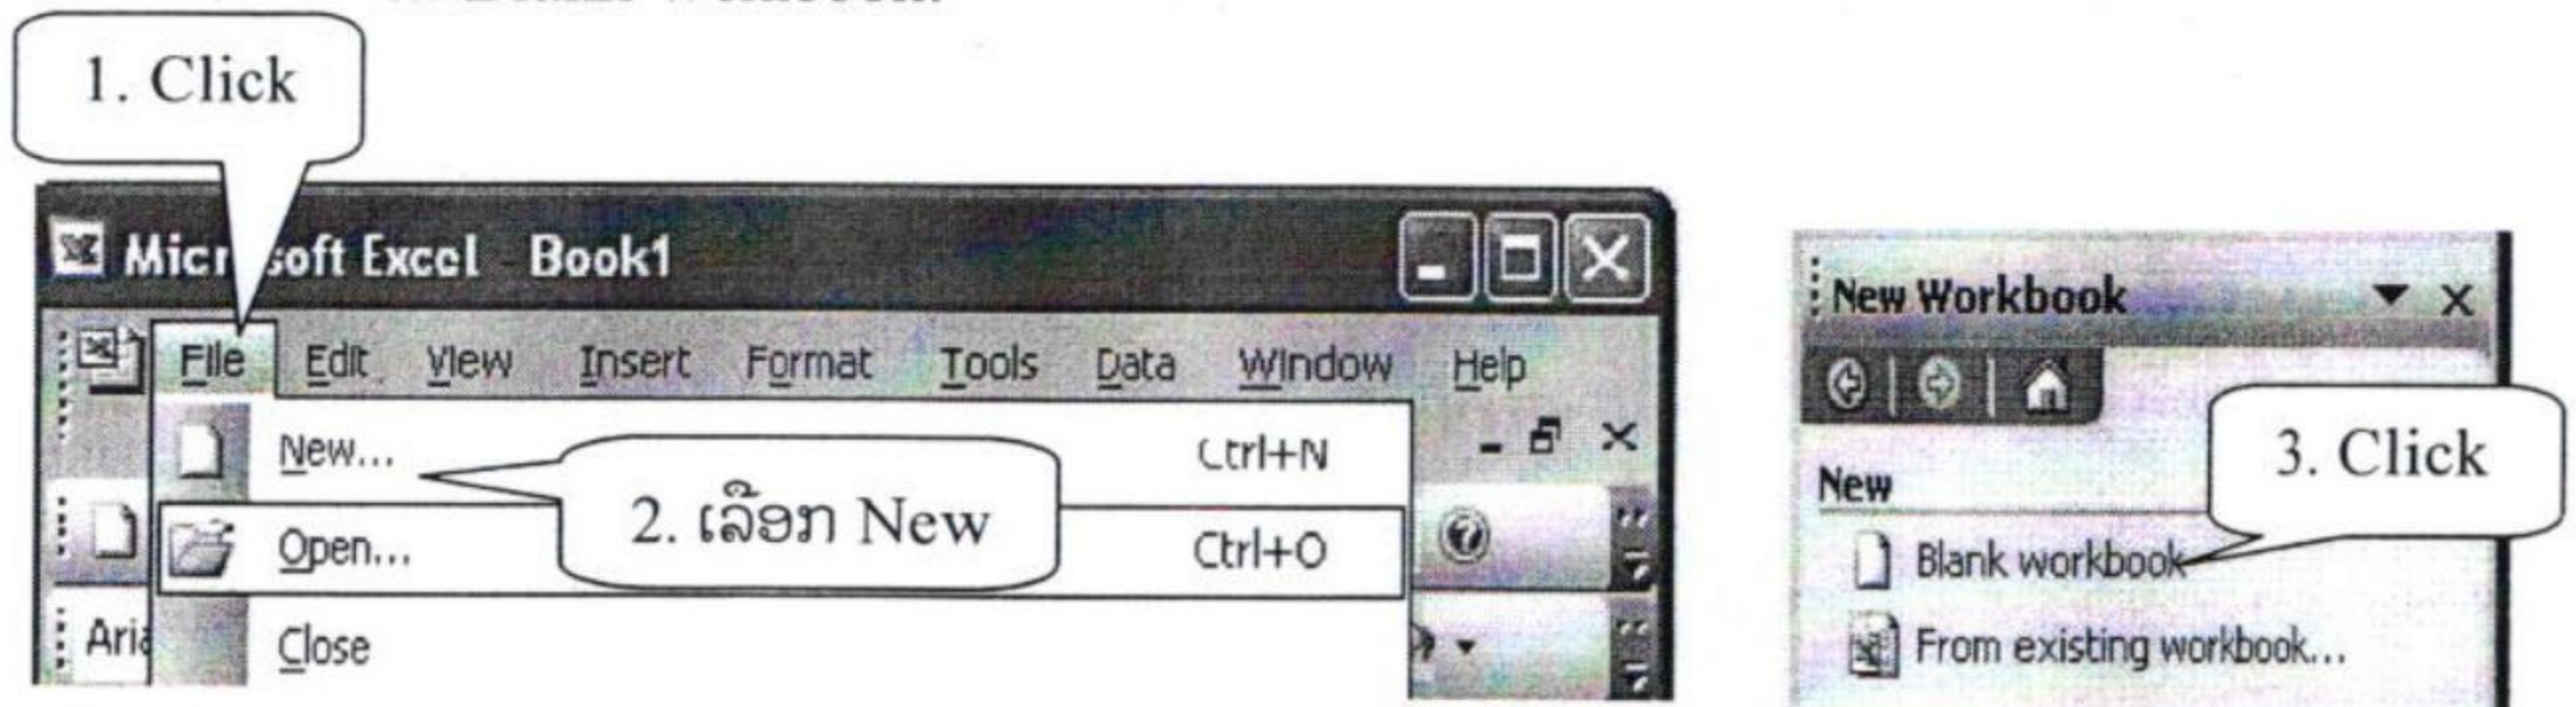 1. Click
Microsoft Excel Book1
File Edit View Insert Format Tools Data Window Help
New... Ctrl+N
2. ເລືອກ New
Open... Ctrl+O
Close
New Workbook
3. Click
New
Blank workbook
From existing workbook...